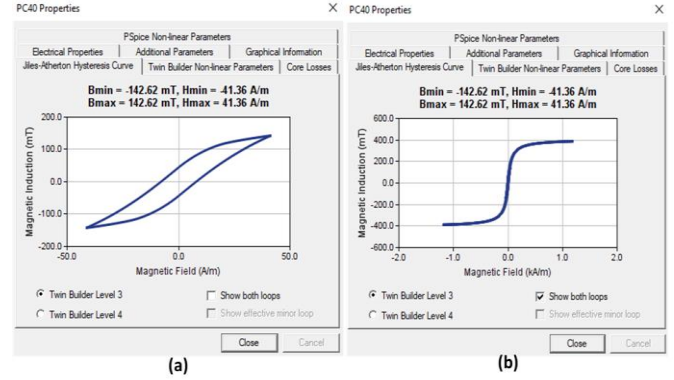 PC40 Properties
PSpice Non-linear Parameters
Electrical Properties Additional Parameters Graphical Information
Jiles-Atherton Hysteresis Curve Twin Builder Non-linear Parameters Core Losses
Bmin = -142.62 mT, Hmin = -41.36 A/m
Bmax = 142.62 mT, Hmax = 41.36 A/m
Magnetic Induction (mT)
200.0
100.0
0.0
-100.0
-200.0
-50.0 0.0 50.0
Magnetic Field (A/m)
Twin Builder Level 3 Show both loops
Twin Builder Level 4 Show effective minor loop
Close Cancel
(a)
PC40 Properties
PSpice Non-linear Parameters
Electrical Properties Additional Parameters Graphical Information
Jiles-Atherton Hysteresis Curve Twin Builder Non-linear Parameters Core Losses
Bmin = -142.62 mT, Hmin = -41.36 A/m
Bmax = 142.62 mT, Hmax = 41.36 A/m
Magnetic Induction (mT)
600.0
400.0
200.0
0.0
-200.0
-400.0
-600.0
-2.0 -1.0 0.0 1.0 2.0
Magnetic Field (kA/m)
Twin Builder Level 3 Show both loops
Twin Builder Level 4 Show effective minor loop
Close Cancel
(b)